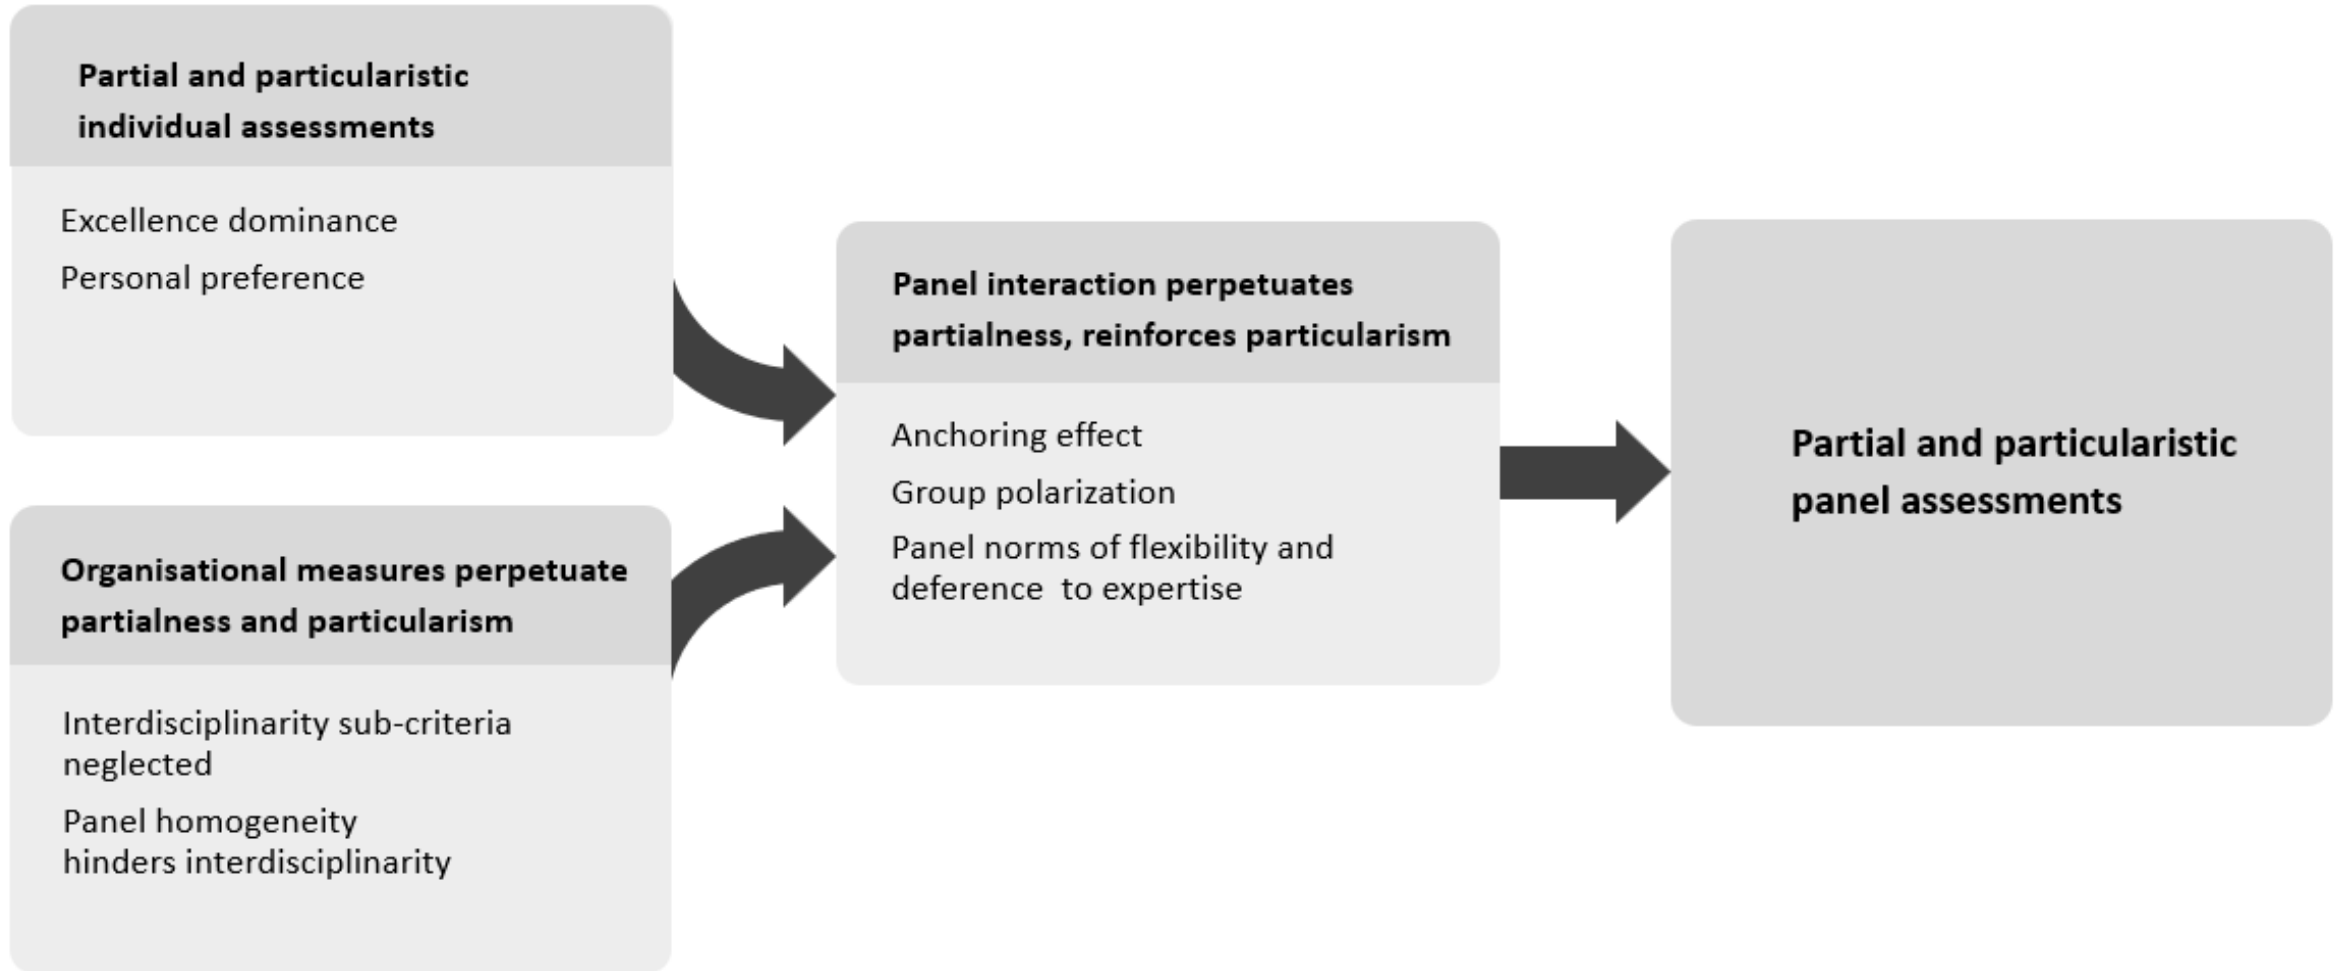 Partial and particularistic
individual assessments
Excellence dominance
Personal preference
Organisational measures perpetuate
partialness and particularism
Interdisciplinarity sub-criteria
neglected
Panel homogeneity
hinders interdisciplinarity
Panel interaction perpetuates
partialness, reinforces particularism
Anchoring effect
Group polarization
Panel norms of flexibility and
deference  to expertise
Partial and particularistic
panel assessments